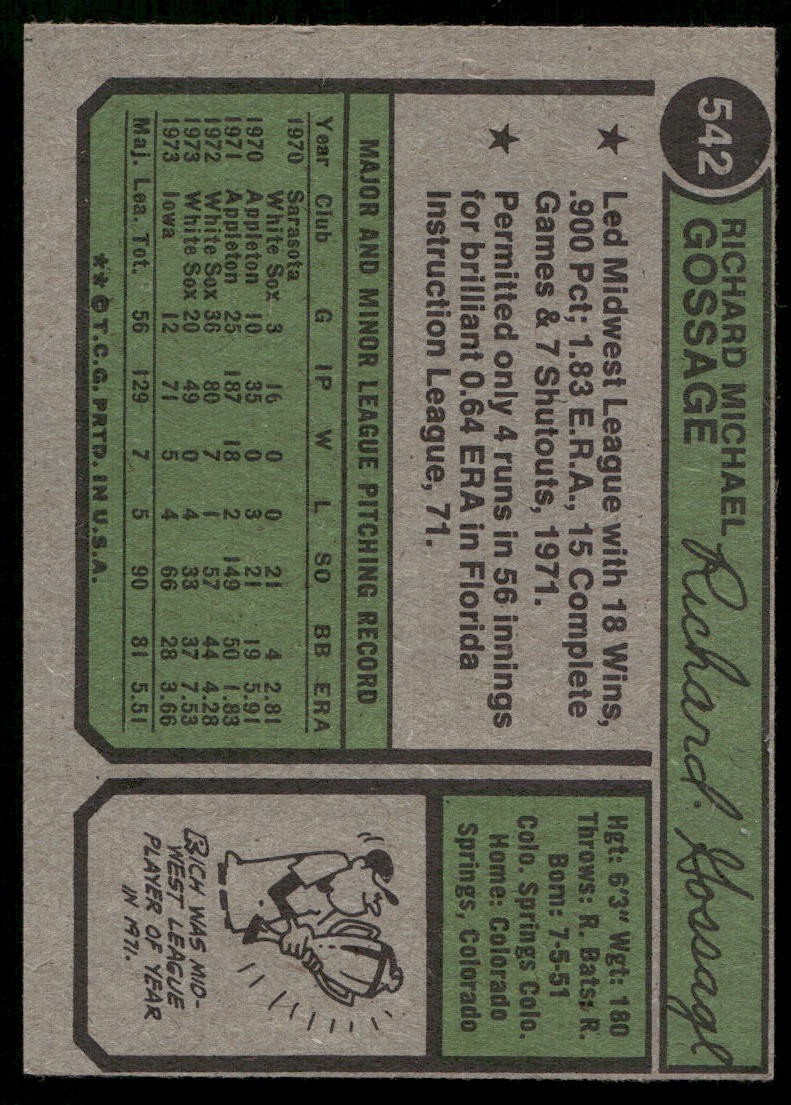 542
RICHARD MICHAEL
GOSSAGE
Richard Gossage
★ Led Midwest League with 18 Wins,
.900 Pct; 1.83 E.R.A., 15 Complete
Games & 7 Shutouts, 1971.
★ Permitted only 4 runs in 56 innings
for brilliant 0.64 ERA in Florida
Instruction League, 71.
Hgt: 6'3" Wgt: 180
Throws: R. Bats: R.
Born: 7-5-51
Colo. Springs Colo.
Home: Colorado
Springs, Colorado
MAJOR AND MINOR LEAGUE PITCHING RECORD
Year Club G IP W L SO BB ERA
1970 Sarasota
White Sox 3 16 0 0 21 4 2.81
1970 Appleton 10 35 0 3 21 19 5.91
1971 Appleton 25 187 18 2 149 50 1.83
1972 White Sox 36 80 7 1 57 44 4.28
1973 White Sox 20 49 0 4 33 37 7.53
1973 Iowa 12 71 5 4 66 28 3.66
Maj. Lea. Tot. 56 129 7 5 90 81 5.51
** © T.C.G. PRTD. IN U.S.A.
RICH WAS MID-
WEST LEAGUE
PLAYER OF YEAR
IN 1971.